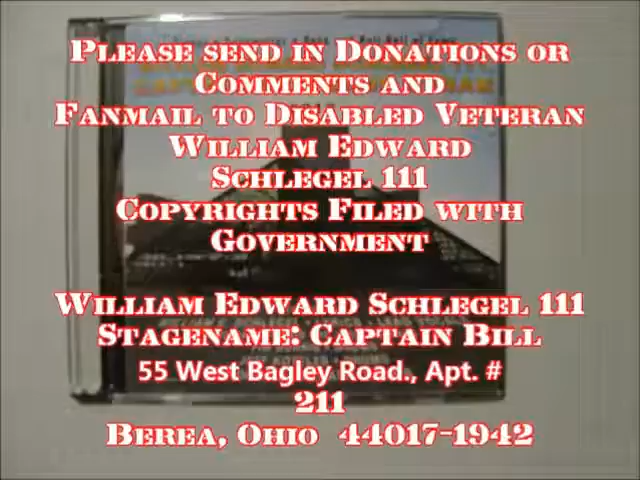 Please send in Donations or
Comments and
Fanmail to Disabled Veteran
William Edward
Schlegel 111
Copyrights Filed with
Government
William Edward Schlegel 111
Stagename: Captain Bill
55 West Bagley Road., Apt. #
211
Berea, Ohio 44017-1942